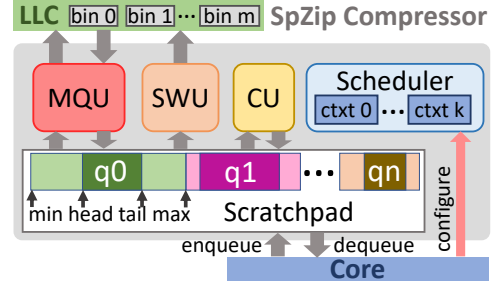 LLC bin 0 bin 1 ... bin m SpZip Compressor
MQU SWU CU Scheduler
ctxt 0 ... ctxt k
q0 q1 ... qn
min head tail max Scratchpad
enqueue dequeue configure
Core